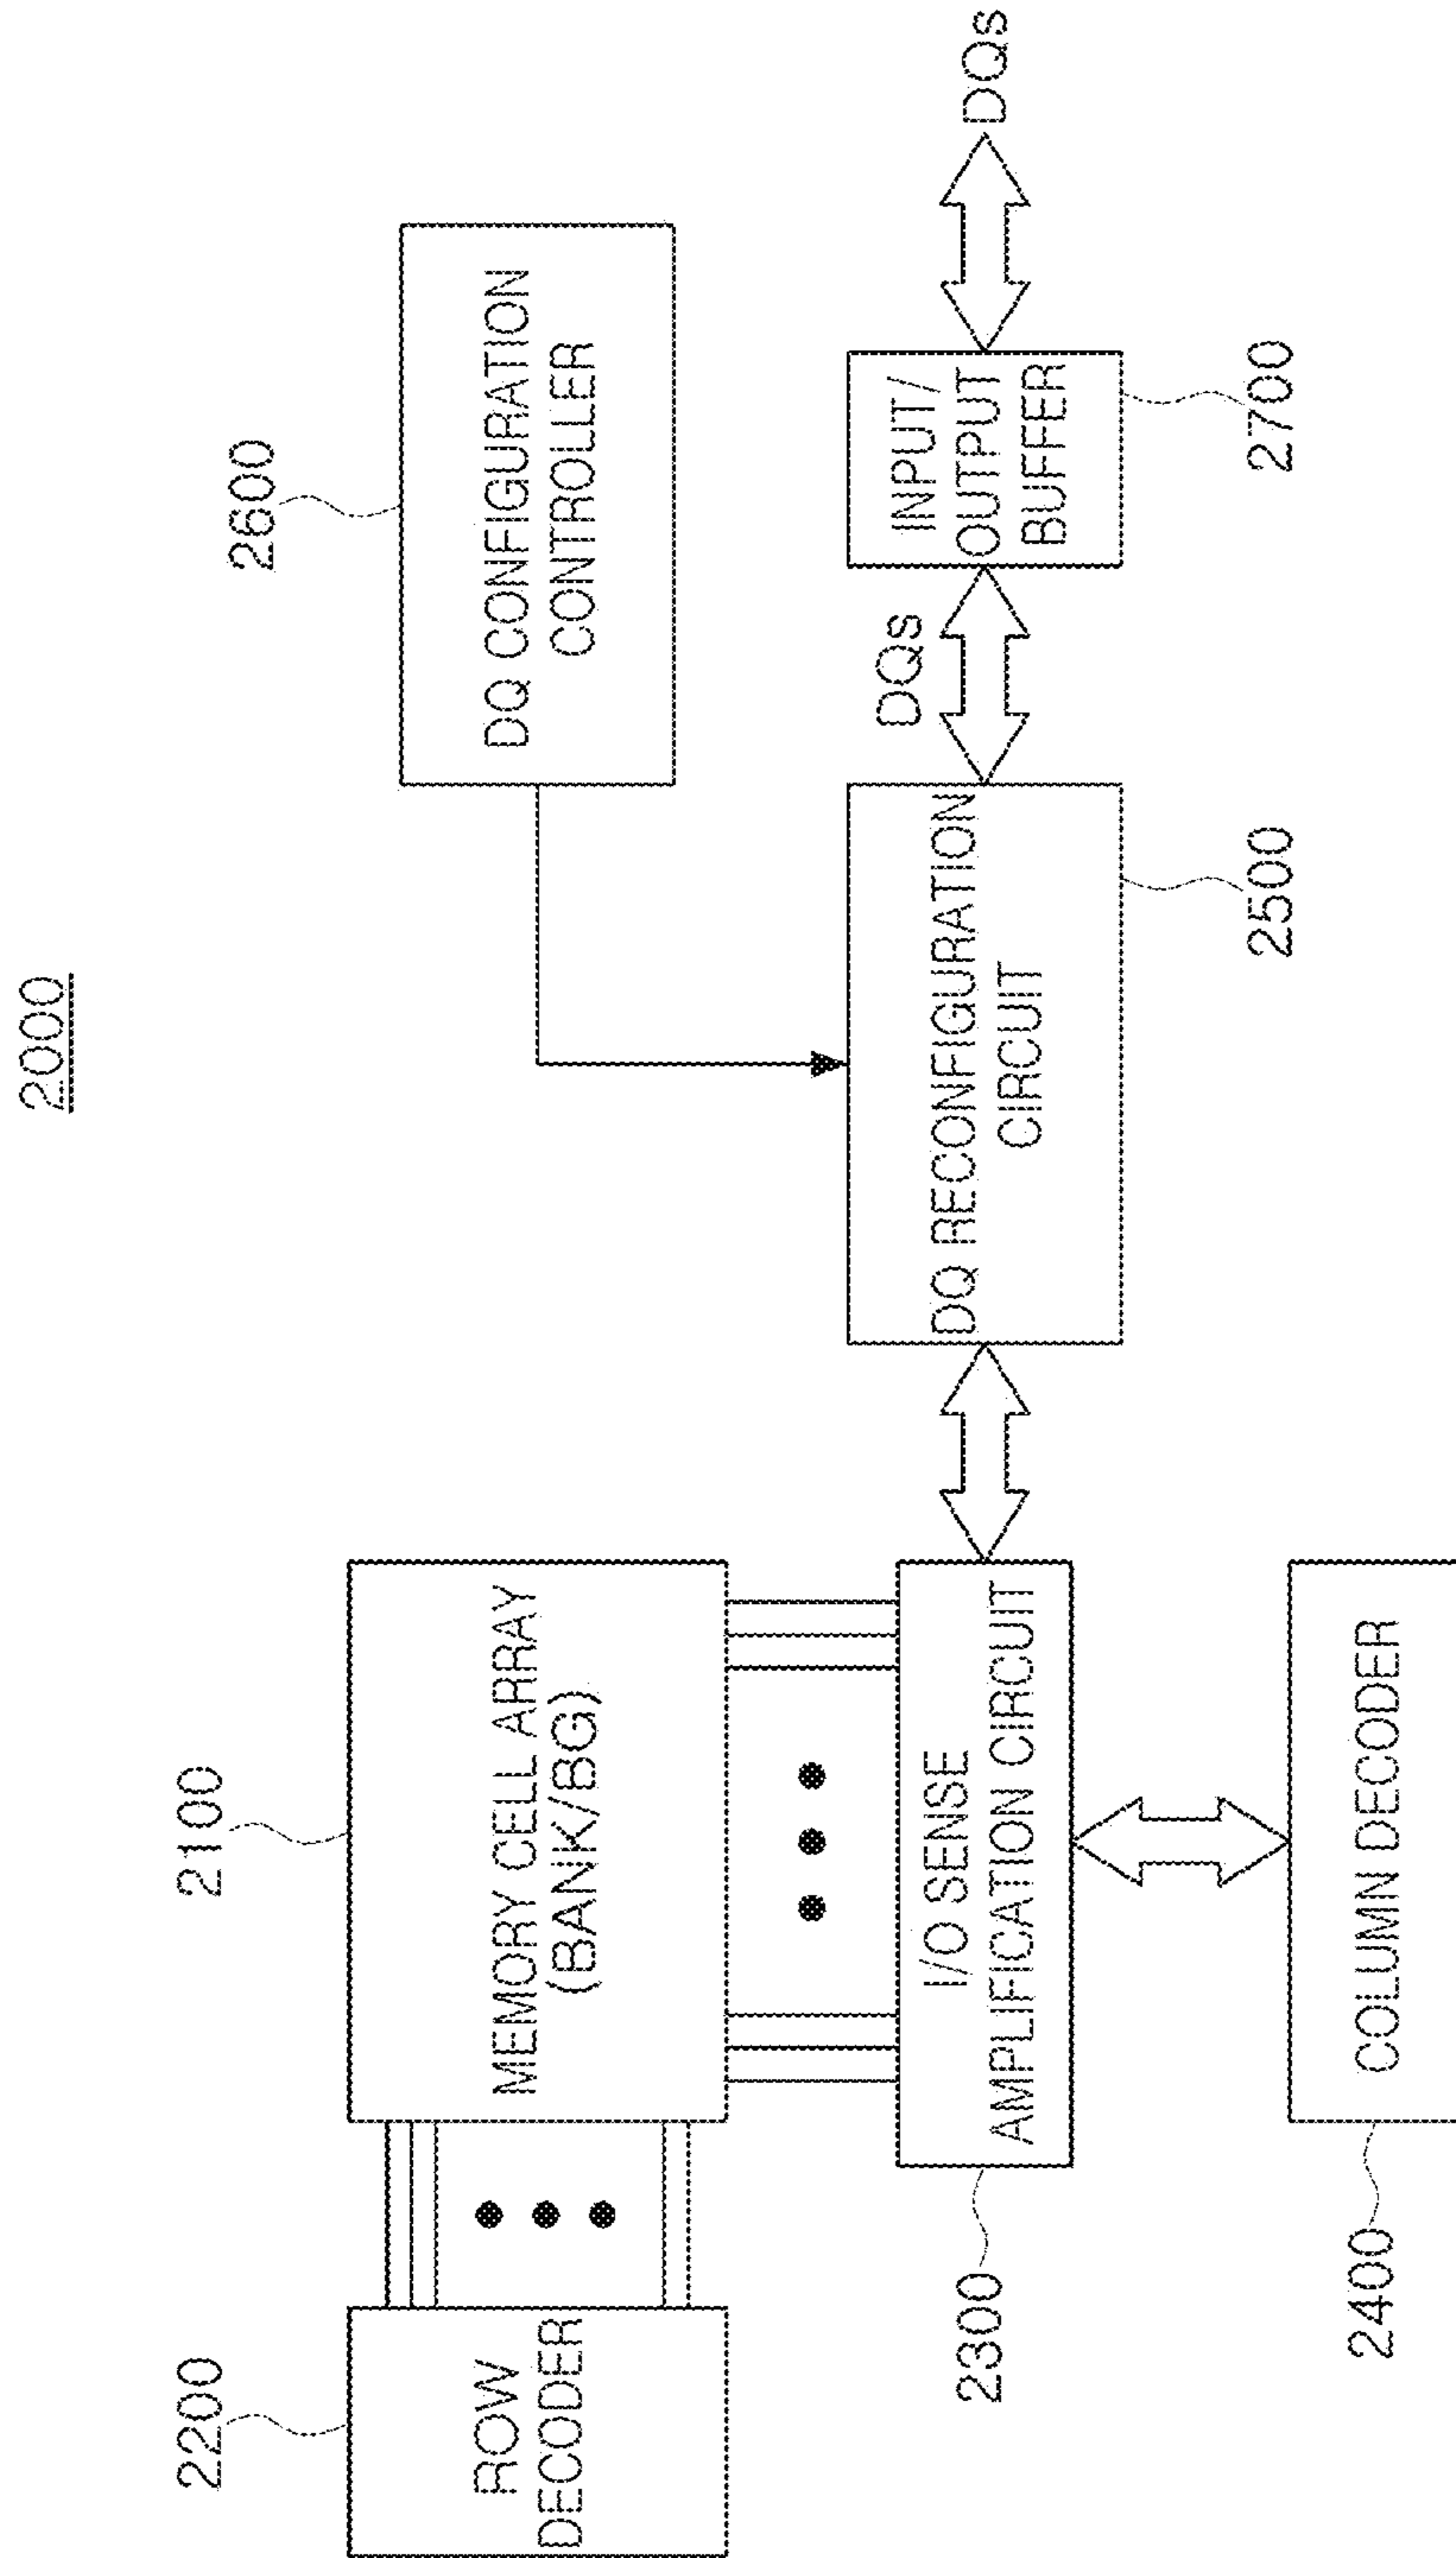 2000
2200
ROW
DECODER
2100
MEMORY CELL ARRAY
(BANK/BG)
2600
DQ CONFIGURATION
CONTROLLER
2300
I/O SENSE
AMPLIFICATION CIRCUIT
DQ RECONFIGURATION
CIRCUIT
2500
DQs
INPUT/
OUTPUT
BUFFER
2700
DQs
2400
COLUMN DECODER